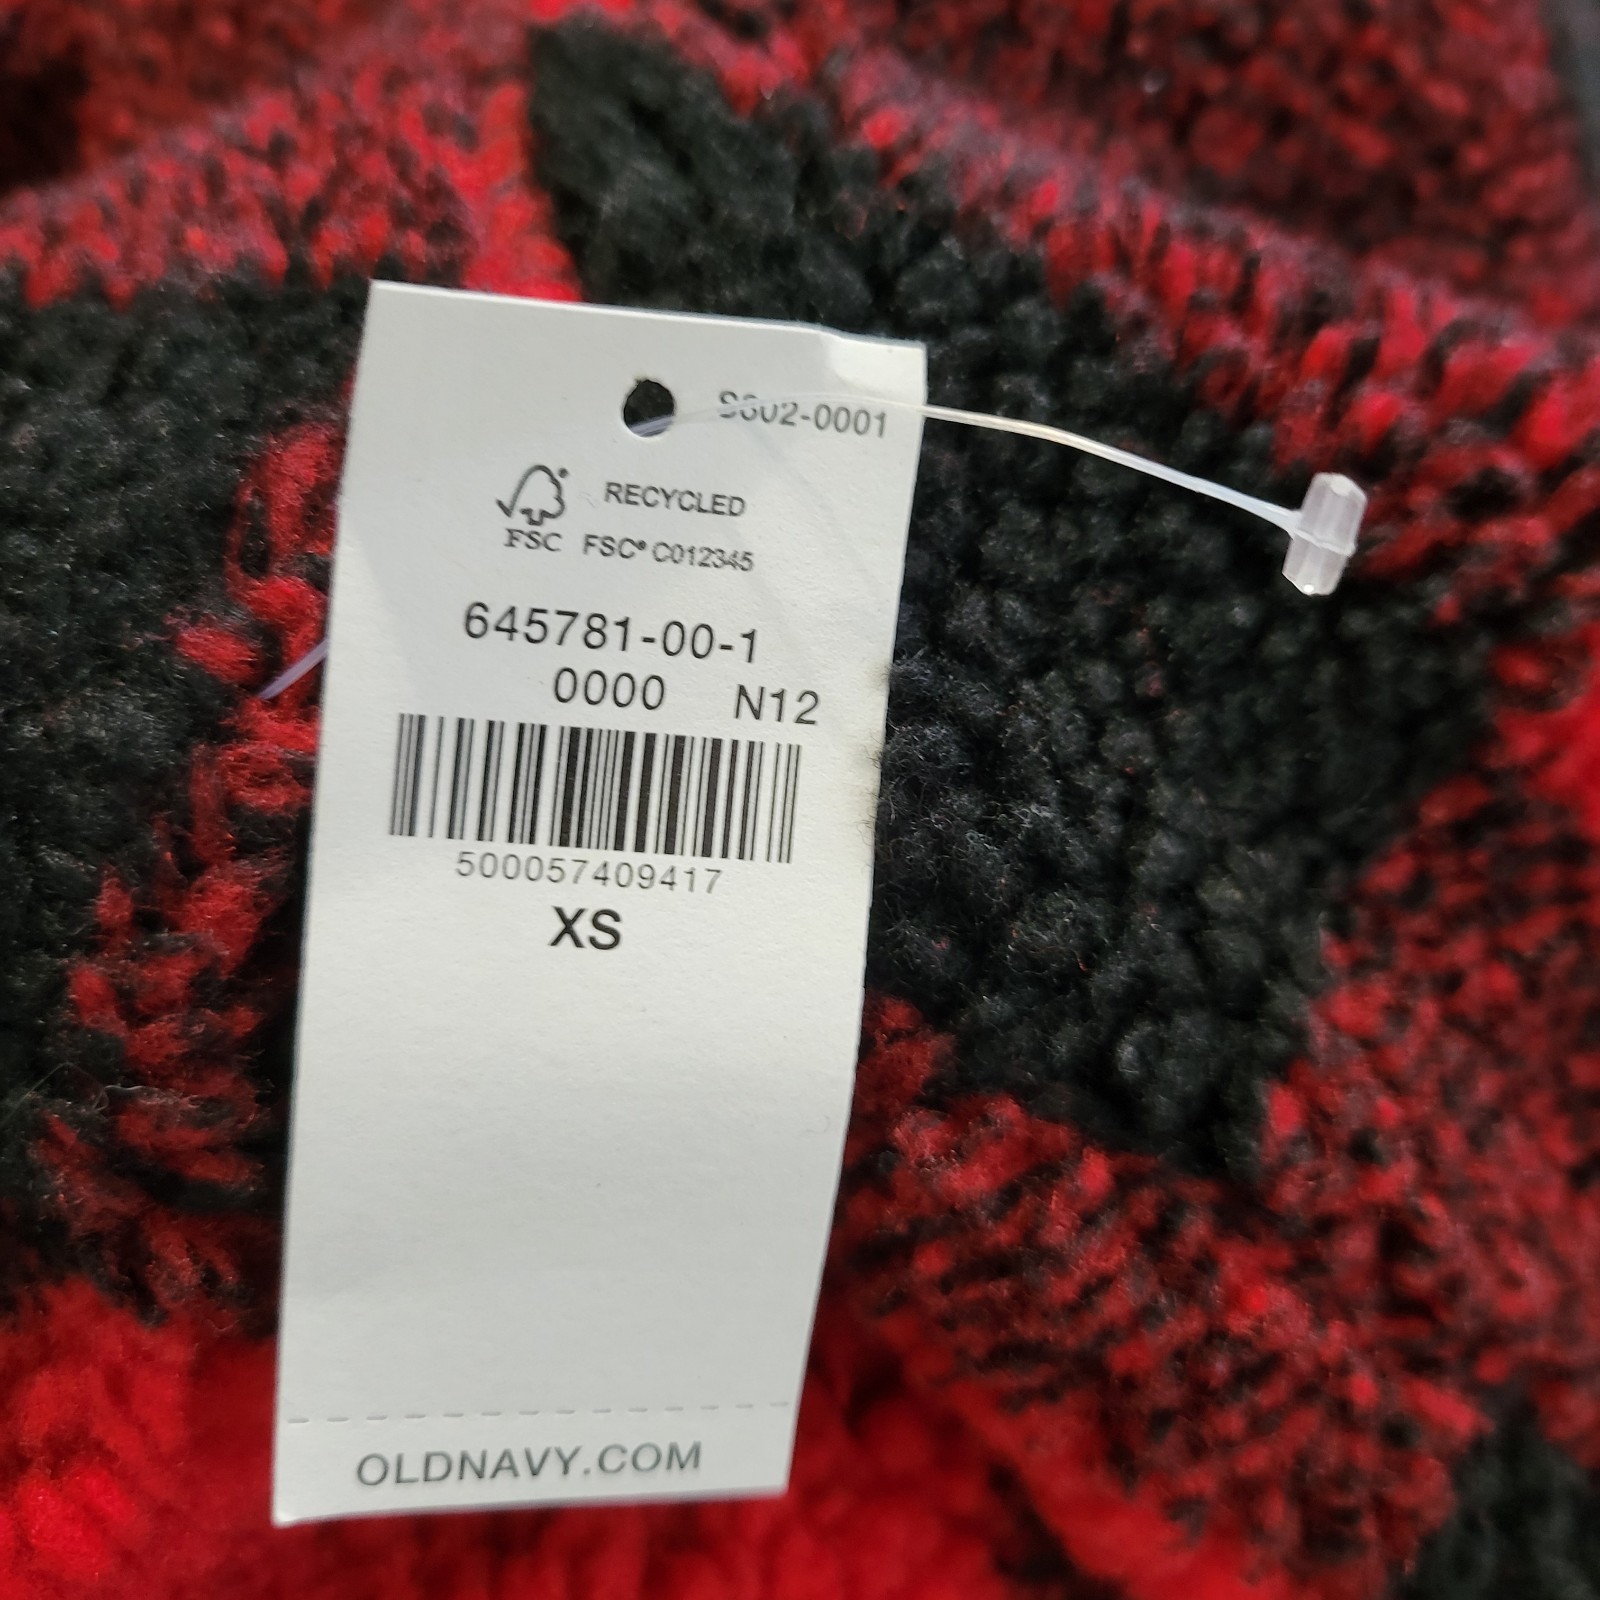 S602-0001
RECYCLED
FSC FSC® C012345
645781-00-1
0000 N12
500057409417
XS
OLDNAVY.COM